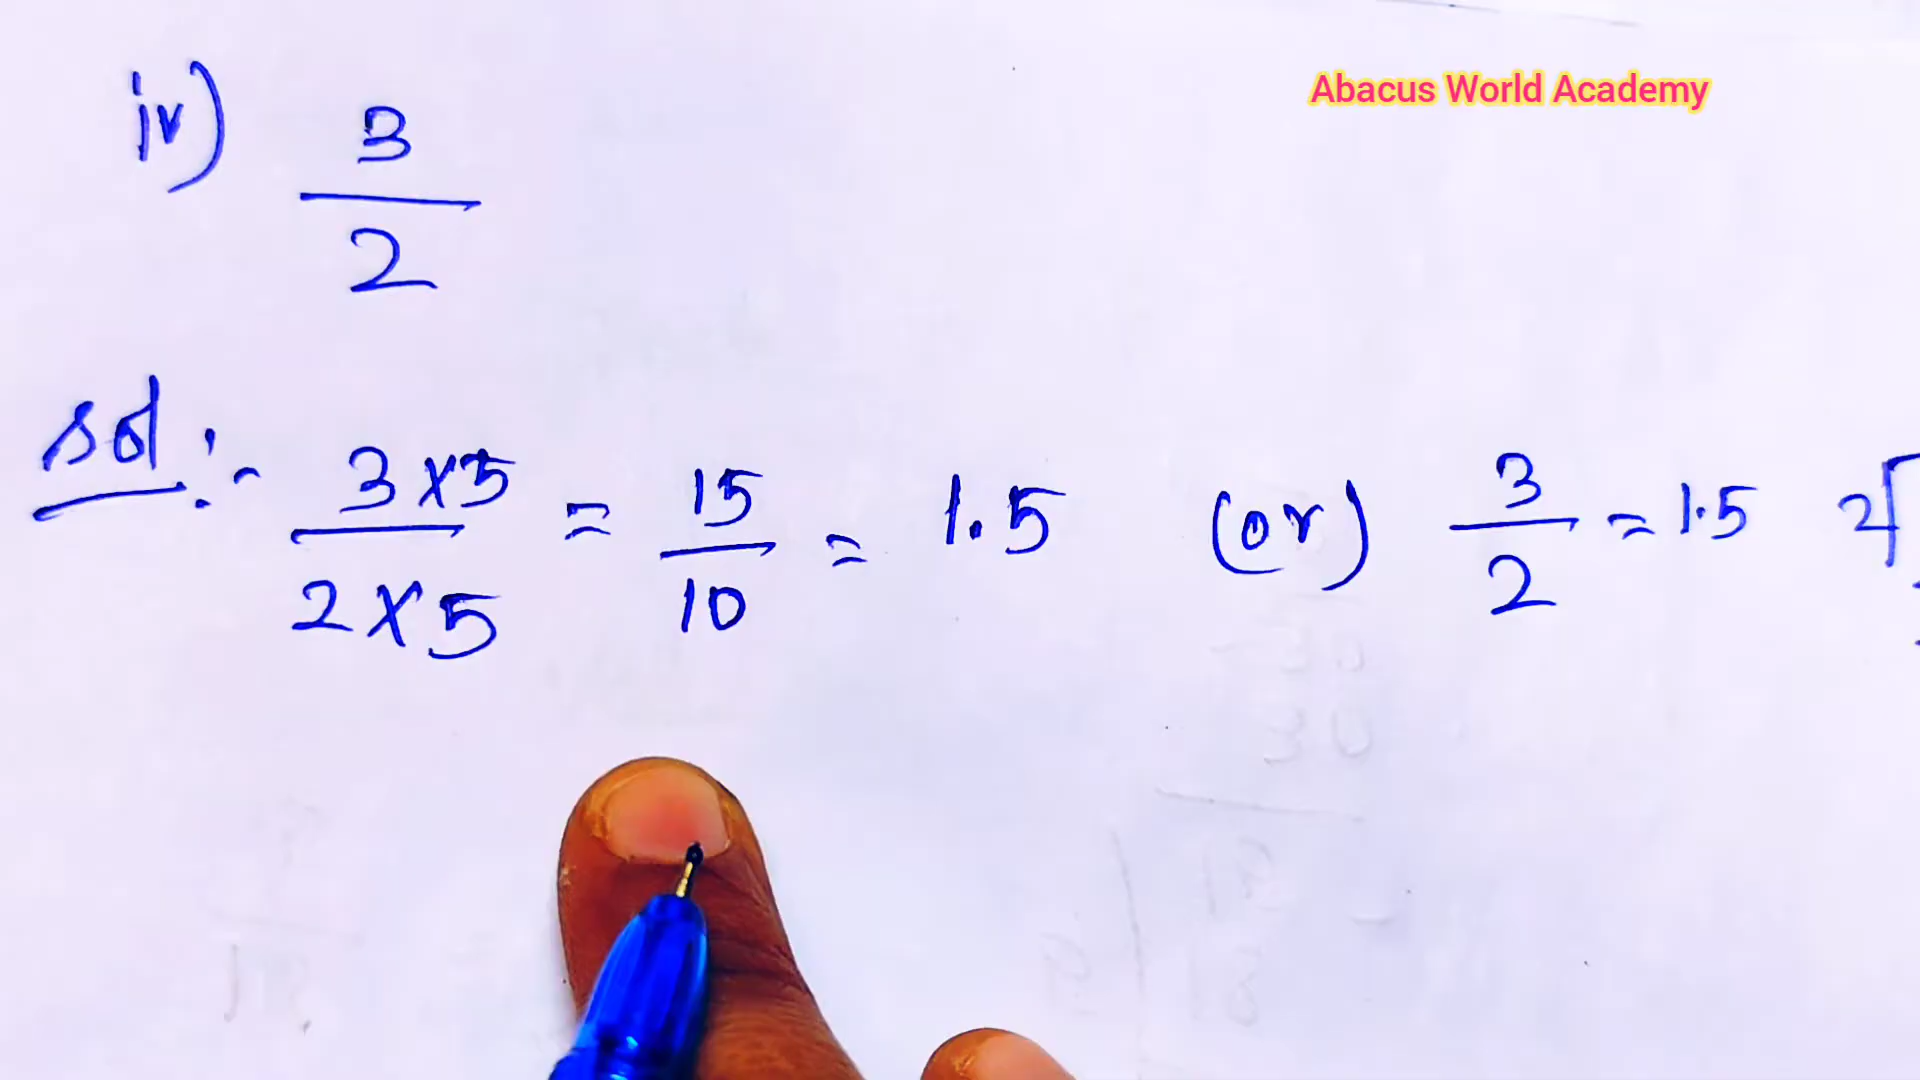 Abacus World Academy
iv) 3/2
sol:- 3×5/2×5 = 15/10 = 1.5 (or) 3/2 = 1.5 2